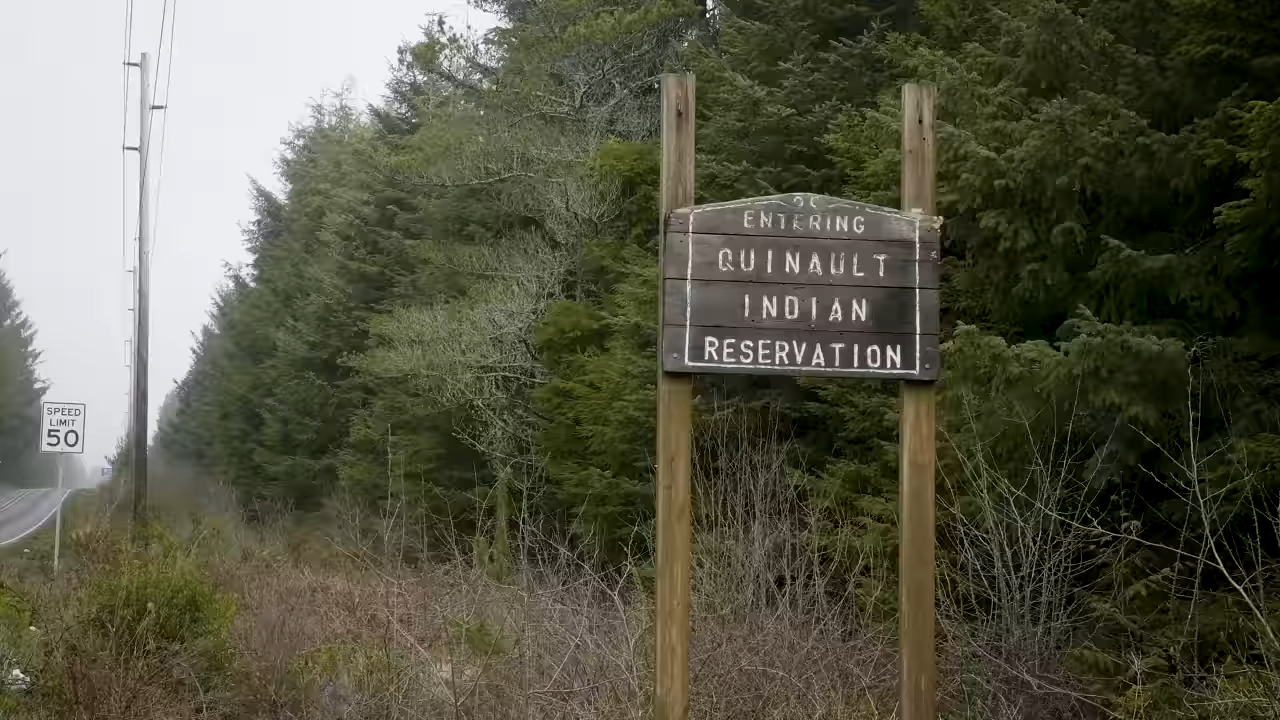 SPEED
LIMIT
50
ENTERING
QUINAULT
INDIAN
RESERVATION